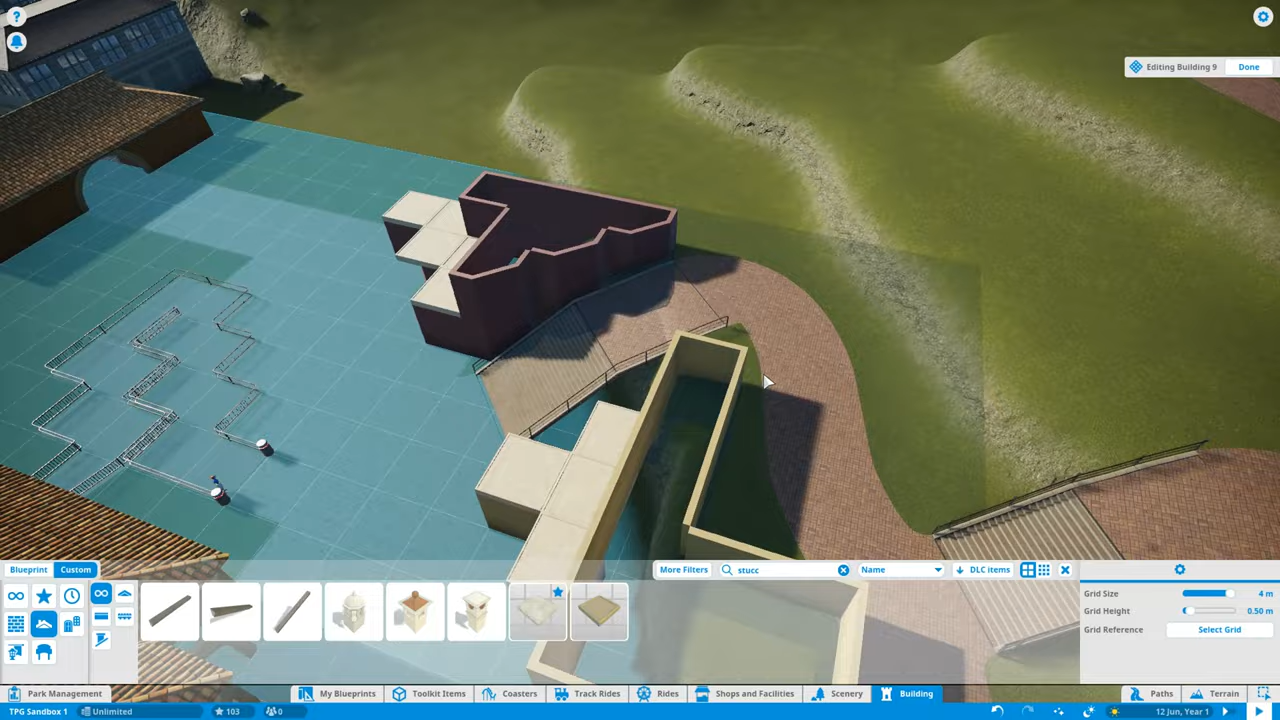 ?
Editing Building 9 Done
Blueprint Custom More Filters stucc Name DLC items
Grid Size 4 m
Grid Height 0.50 m
Grid Reference Select Grid
Park Management My Blueprints Toolkit Items Coasters Track Rides Rides Shops and Facilities Scenery Building Paths Terrain
TPG Sandbox 1 Unlimited 103 0 12 Jun, Year 1